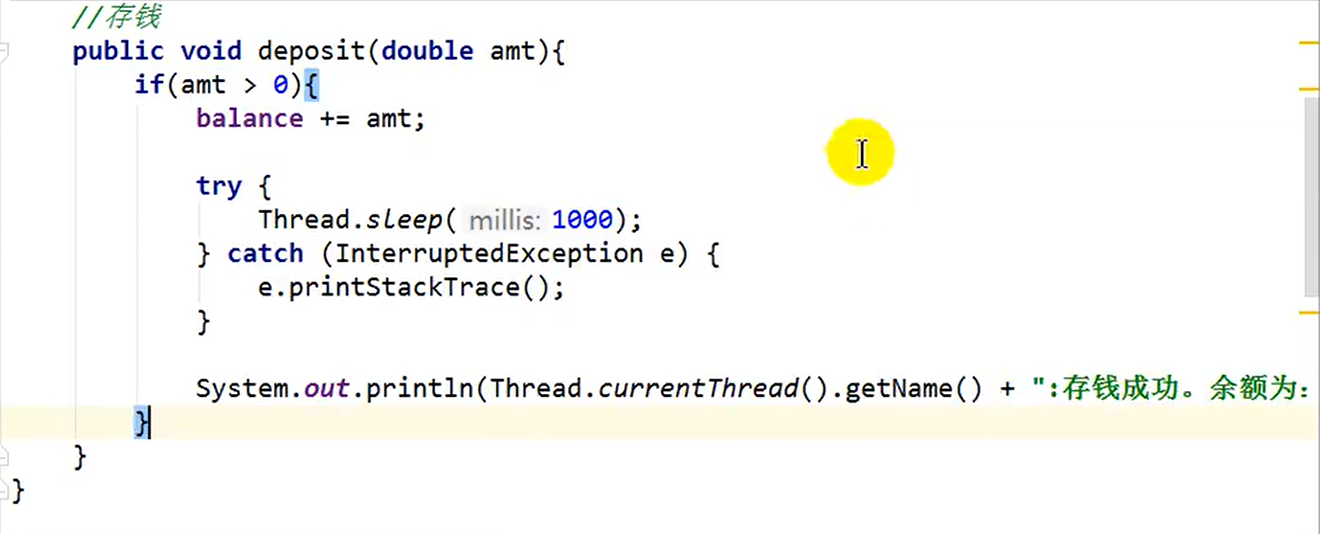 //存钱
public void deposit(double amt){
if(amt > 0){
balance += amt;
try {
Thread.sleep( millis: 1000);
} catch (InterruptedException e) {
e.printStackTrace();
}
System.out.println(Thread.currentThread().getName() + ":存钱成功。余额为:
}
}
}